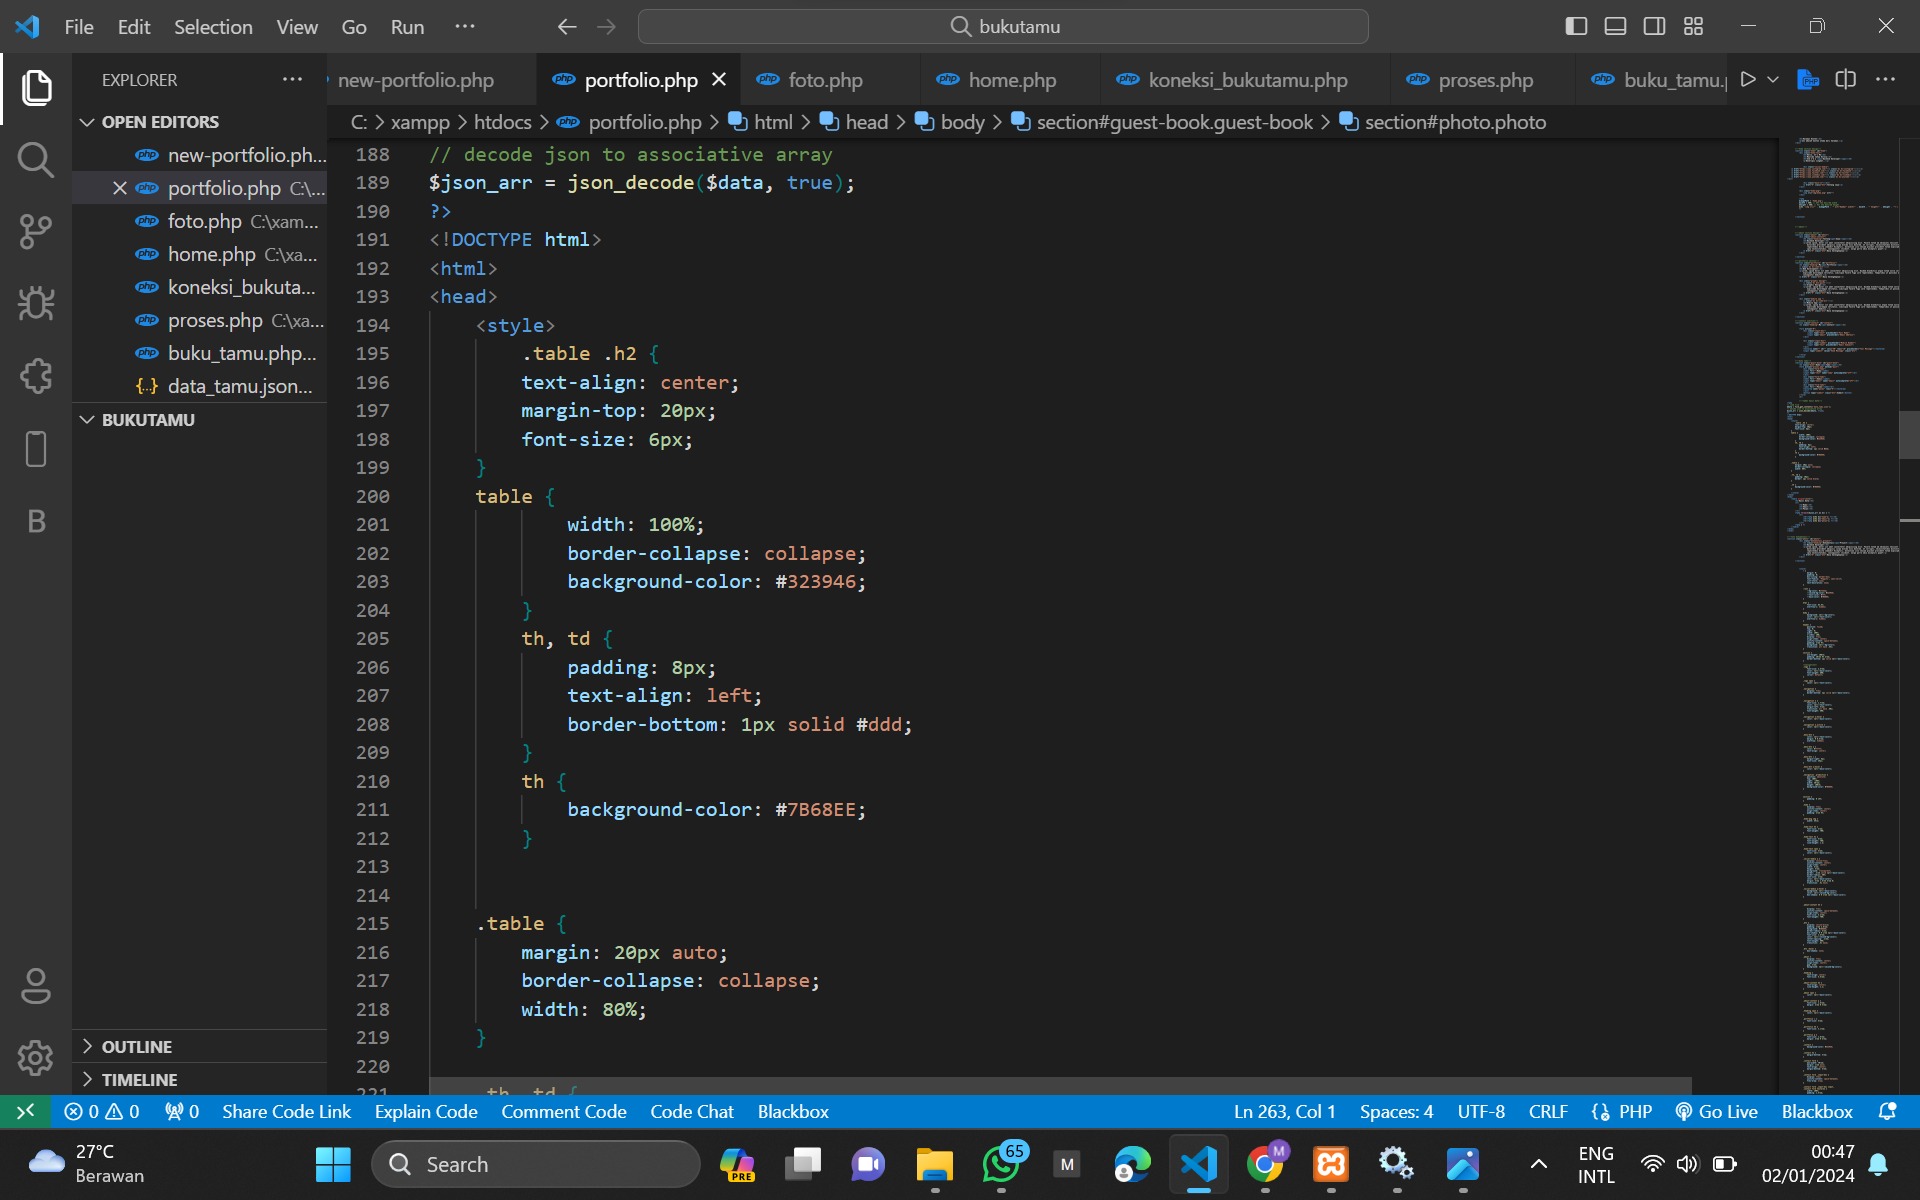 File Edit Selection View Go Run ··· bukutamu
EXPLORER ···
new-portfolio.php portfolio.php foto.php home.php koneksi_bukutamu.php proses.php buku_tamu.p
C: > xampp > htdocs > portfolio.php > html > head > body > section#guest-book.guest-book > section#photo.photo
OPEN EDITORS
new-portfolio.ph...
portfolio.php C:\...
foto.php C:\xam...
home.php C:\xa...
koneksi_bukuta...
proses.php C:\xa...
buku_tamu.php...
{..} data_tamu.json...
BUKUTAMU
OUTLINE
TIMELINE
188 // decode json to associative array
189 $json_arr = json_decode($data, true);
190 ?>
191 <!DOCTYPE html>
192 <html>
193 <head>
194 <style>
195 .table .h2 {
196 text-align: center;
197 margin-top: 20px;
198 font-size: 6px;
199 }
200 table {
201 width: 100%;
202 border-collapse: collapse;
203 background-color: #323946;
204 }
205 th, td {
206 padding: 8px;
207 text-align: left;
208 border-bottom: 1px solid #ddd;
209 }
210 th {
211 background-color: #7B68EE;
212 }
213
214
215 .table {
216 margin: 20px auto;
217 border-collapse: collapse;
218 width: 80%;
219 }
220
221 th, td {
0 0 0 Share Code Link Explain Code Comment Code Code Chat Blackbox Ln 263, Col 1 Spaces: 4 UTF-8 CRLF PHP Go Live Blackbox
27°C
Berawan
Search
PRE
65
M
M
ENG
INTL
00:47
02/01/2024